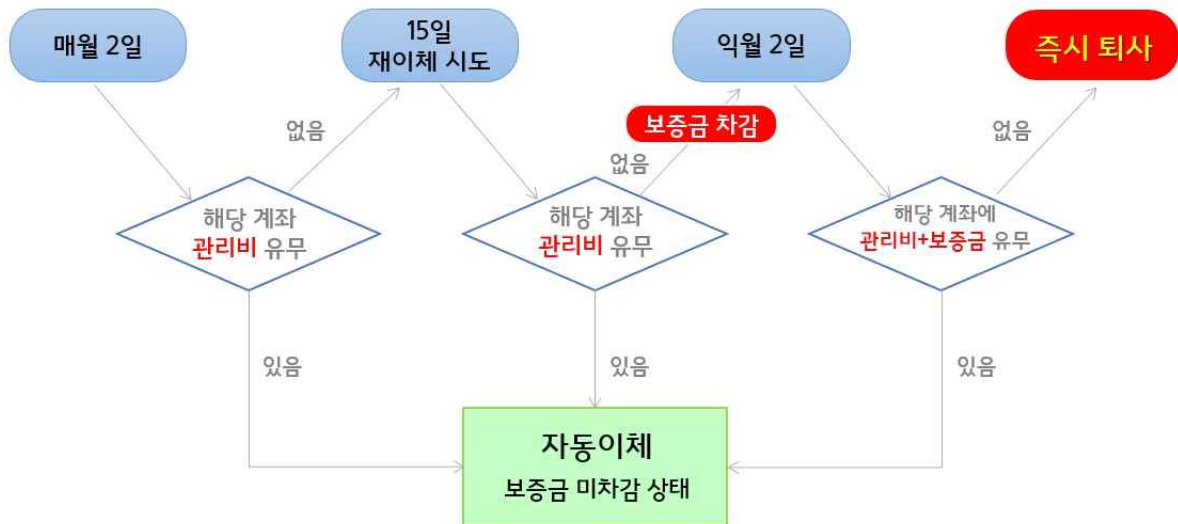 매월 2일
15일
재이체 시도
익월 2일
즉시 퇴사
없음
보증금 차감
없음
없음
해당 계좌
관리비 유무
해당 계좌
관리비 유무
해당 계좌에
관리비+보증금 유무
있음
있음
있음
자동이체
보증금 미차감 상태